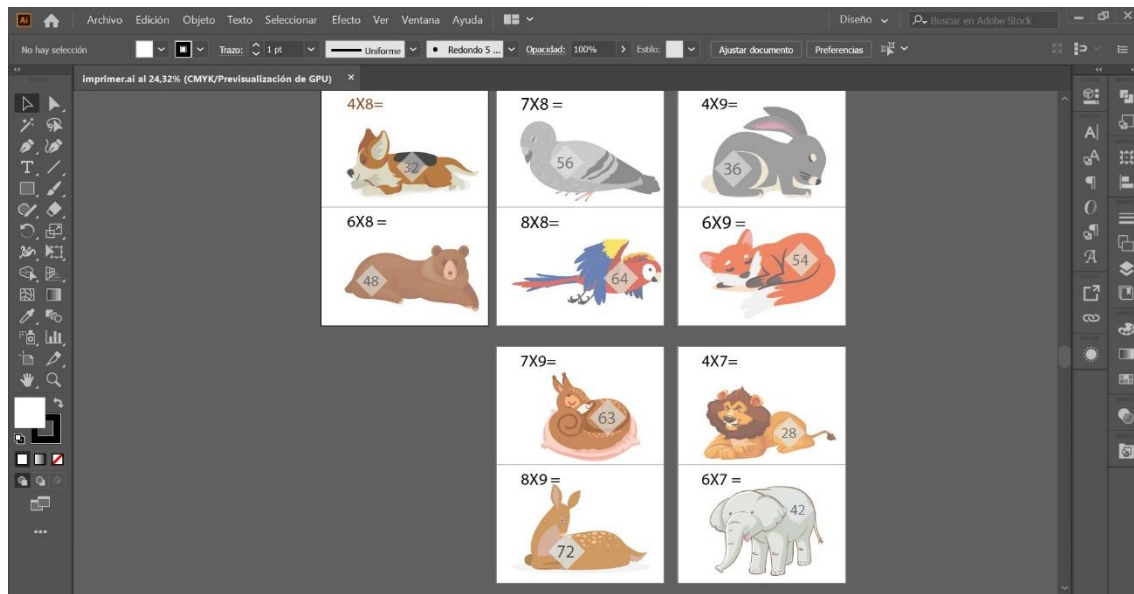 Ai Archivo Edición Objeto Texto Seleccionar Efecto Ver Ventana Ayuda Diseño Buscar en Adobe Stock
No hay selección Trazo: 1 pt Uniforme Redondo 5 ... Opacidad: 100% Estilo: Ajustar documento Preferencias
imprimer.ai al 24,32% (CMYK/Previsualización de GPU) ×
4X8= 7X8 = 4X9=
32 56 36
6X8 = 8X8= 6X9 =
48 64 54
7X9= 4X7=
63 28
8X9 = 6X7 =
72 42